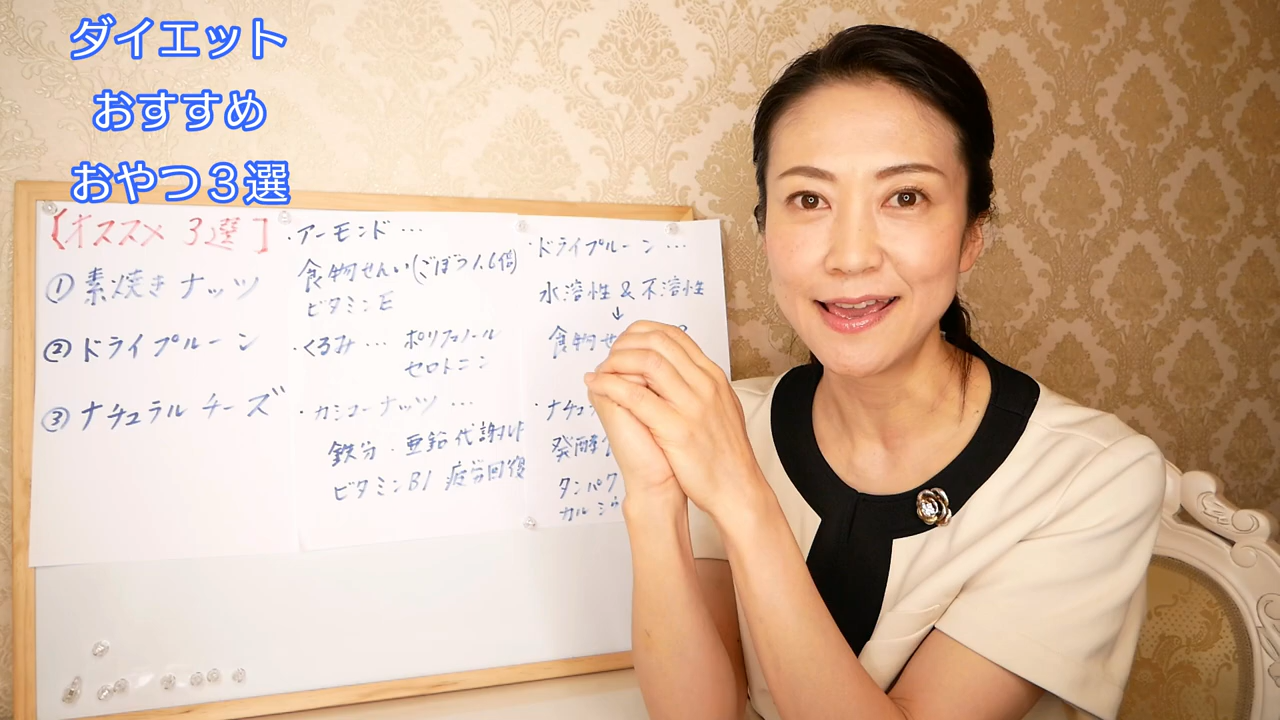 ダイエット
おすすめ
おやつ３選
【オススメ 3選】
① 素焼きナッツ
② ドライプルーン
③ ナチュラルチーズ
・アーモンド…
食物せんい(ごぼう1.6倍)
ビタミンE
・くるみ… ポリフェノール
セロトニン
・カシューナッツ…
鉄分・亜鉛 代謝
ビタミンB1 疲労回復
・ドライプルーン…
水溶性&不溶性
↓
食物せ
・ナチュ
発酵
タンパク
カルシ